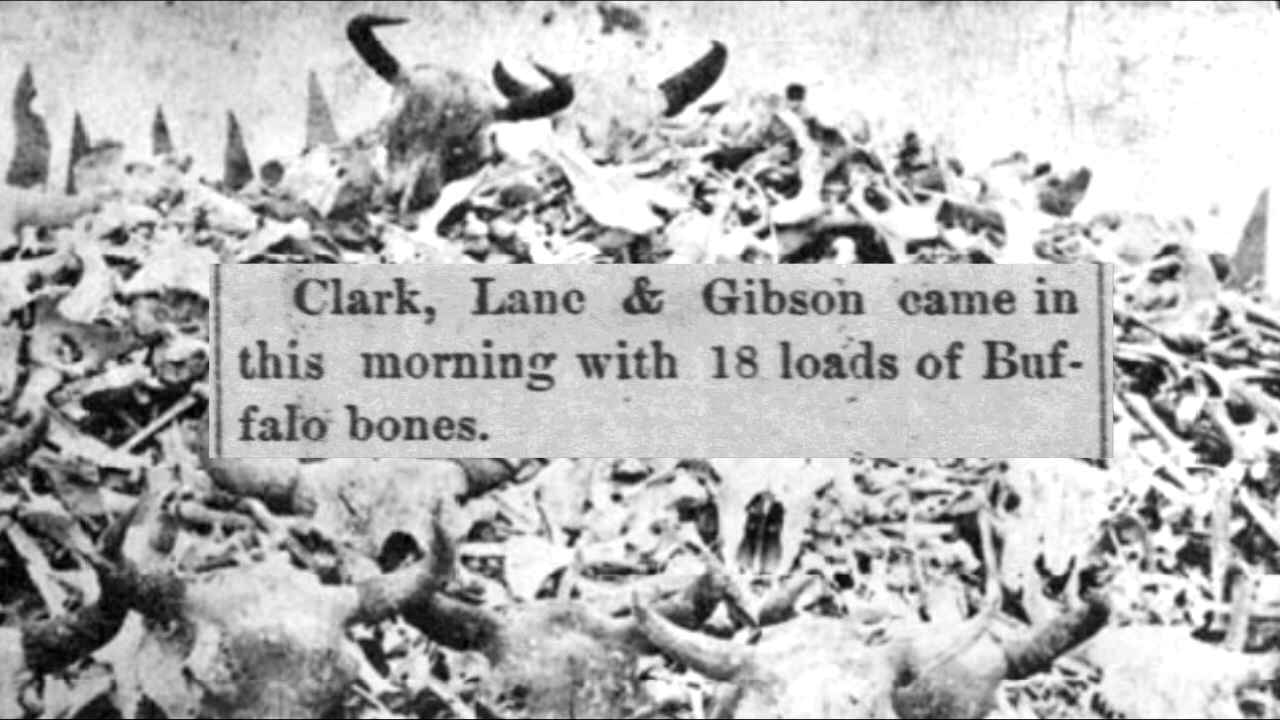 Clark, Lane & Gibson came in
this morning with 18 loads of Buf-
falo bones.